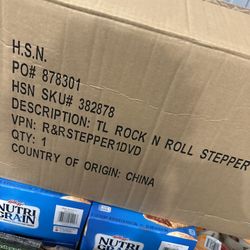 H.S.N.
PO# 878301
HSN SKU# 382878
DESCRIPTION: TL ROCK N ROLL STEPPER
VPN: R&RSTEPPER1DVD
QTY: 1
COUNTRY OF ORIGIN: CHINA
NUTRI
GRAIN
NUTRI
GRAIN